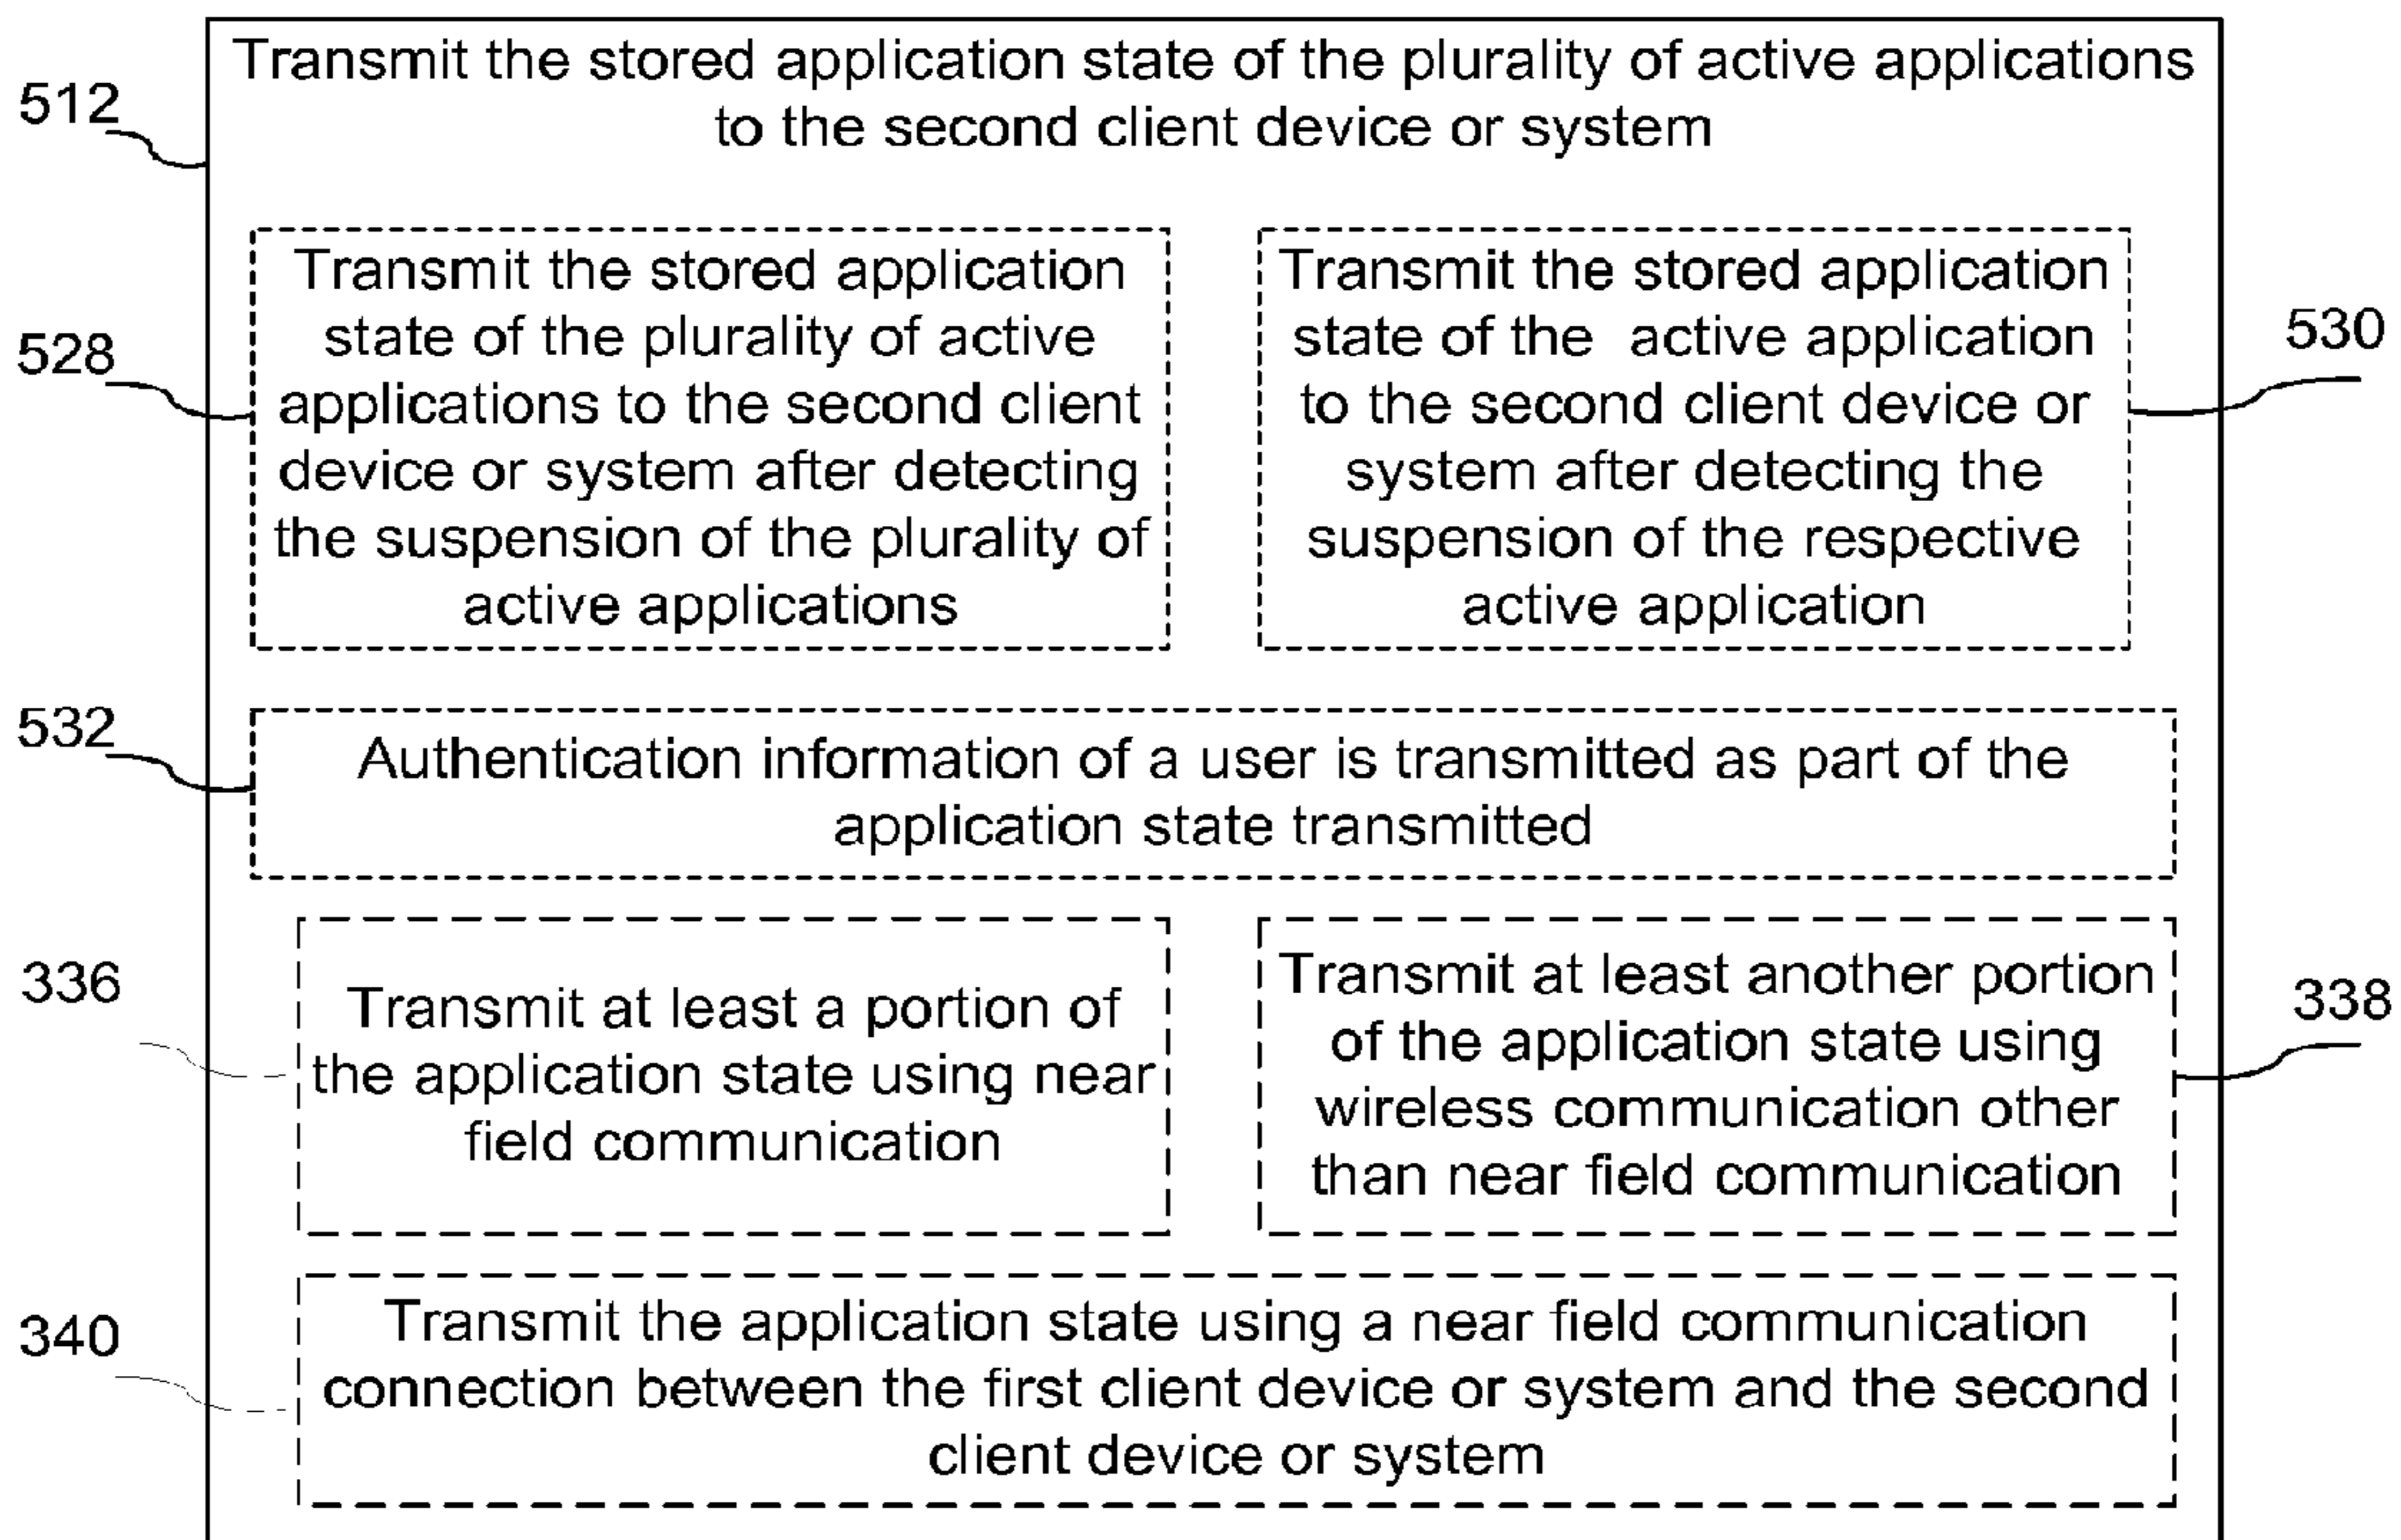 Transmit the stored application state of the plurality of active applications
to the second client device or system
512
Transmit the stored application
state of the plurality of active
applications to the second client
device or system after detecting
the suspension of the plurality of
active applications
528
Transmit the stored application
state of the active application
to the second client device or
system after detecting the
suspension of the respective
active application
530
532
Authentication information of a user is transmitted as part of the
application state transmitted
336
Transmit at least a portion of
the application state using near
field communication
Transmit at least another portion
of the application state using
wireless communication other
than near field communication
338
340
Transmit the application state using a near field communication
connection between the first client device or system and the second
client device or system